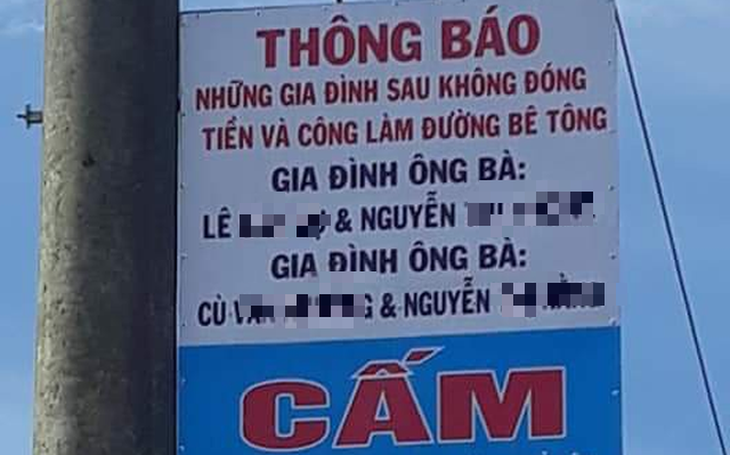 THÔNG BÁO
NHỮNG GIA ĐÌNH SAU KHÔNG ĐÓNG
TIỀN VÀ CÔNG LÀM ĐƯỜNG BÊ TÔNG
GIA ĐÌNH ÔNG BÀ:
LÊ & NGUYỄN
GIA ĐÌNH ÔNG BÀ:
CÙ & NGUYỄN
CẤM